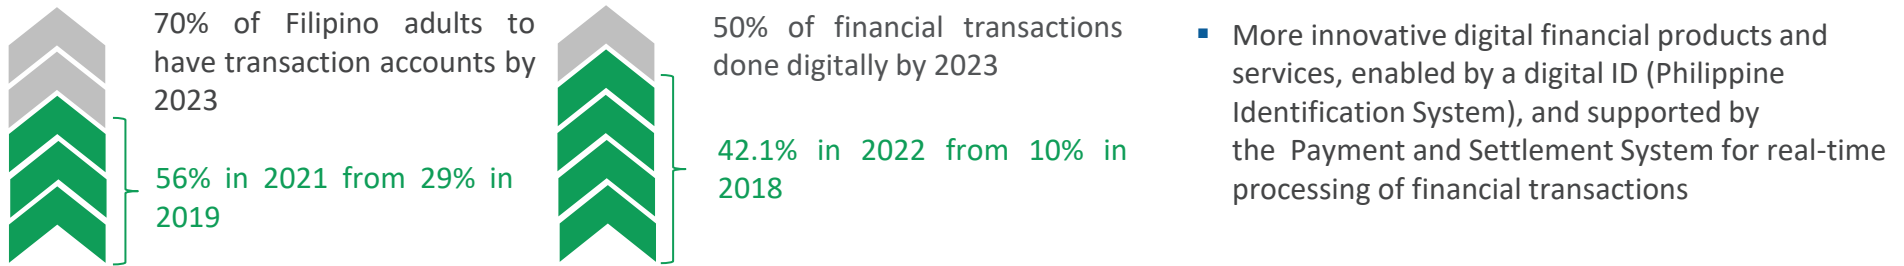 70% of Filipino adults to
have transaction accounts by
2023
56% in 2021 from 29% in
2019
50% of financial transactions
done digitally by 2023
42.1% in 2022 from 10% in
2018
▪ More innovative digital financial products and
services, enabled by a digital ID (Philippine
Identification System), and supported by
the Payment and Settlement System for real-time
processing of financial transactions